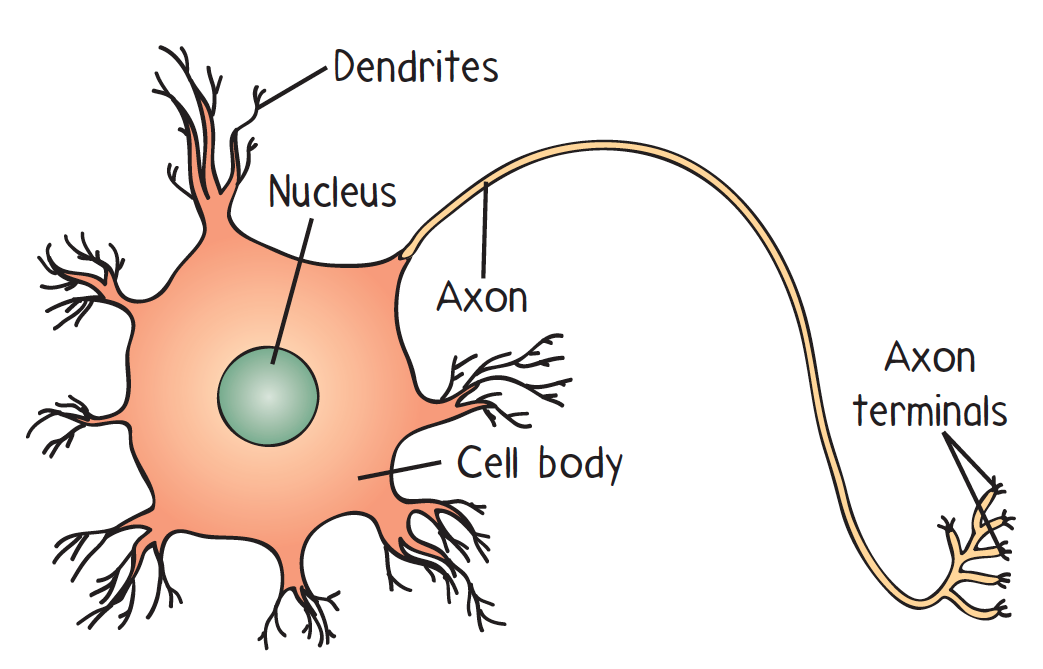 Dendrites
Nucleus
Axon
Axon
terminals
Cell body